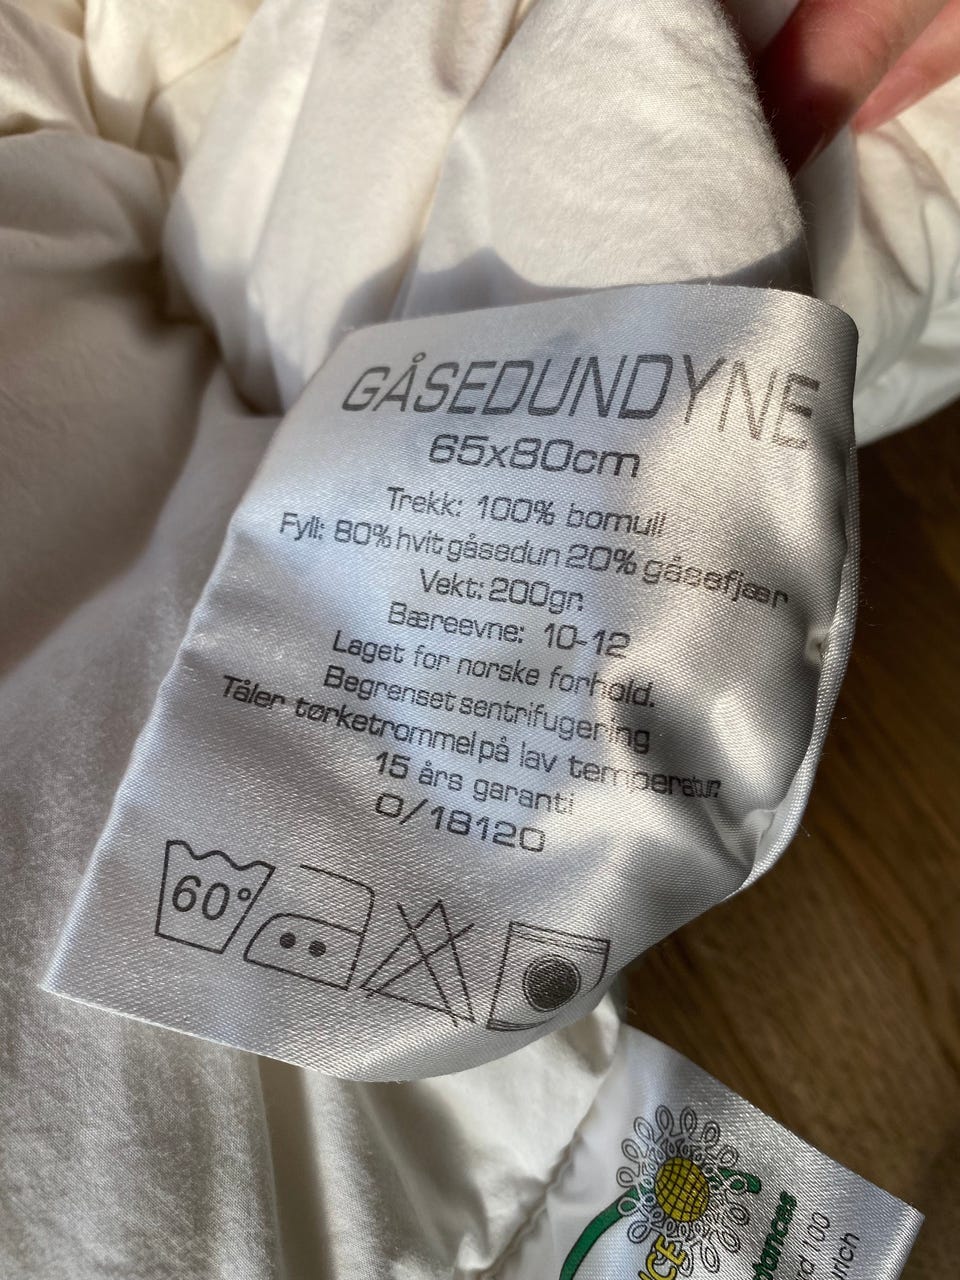 GÅSEDUNDYNE
65x80cm
Trekk: 100% bomull
Fyll: 80% hvit gåsedun 20% gåsefjær
Vekt: 200gr.
Bæreevne: 10-12
Laget for norske forhold.
Begrenset sentrifugering
Tåler tørketrommel på lav temperatur.
15 års garanti
0/18120
60°